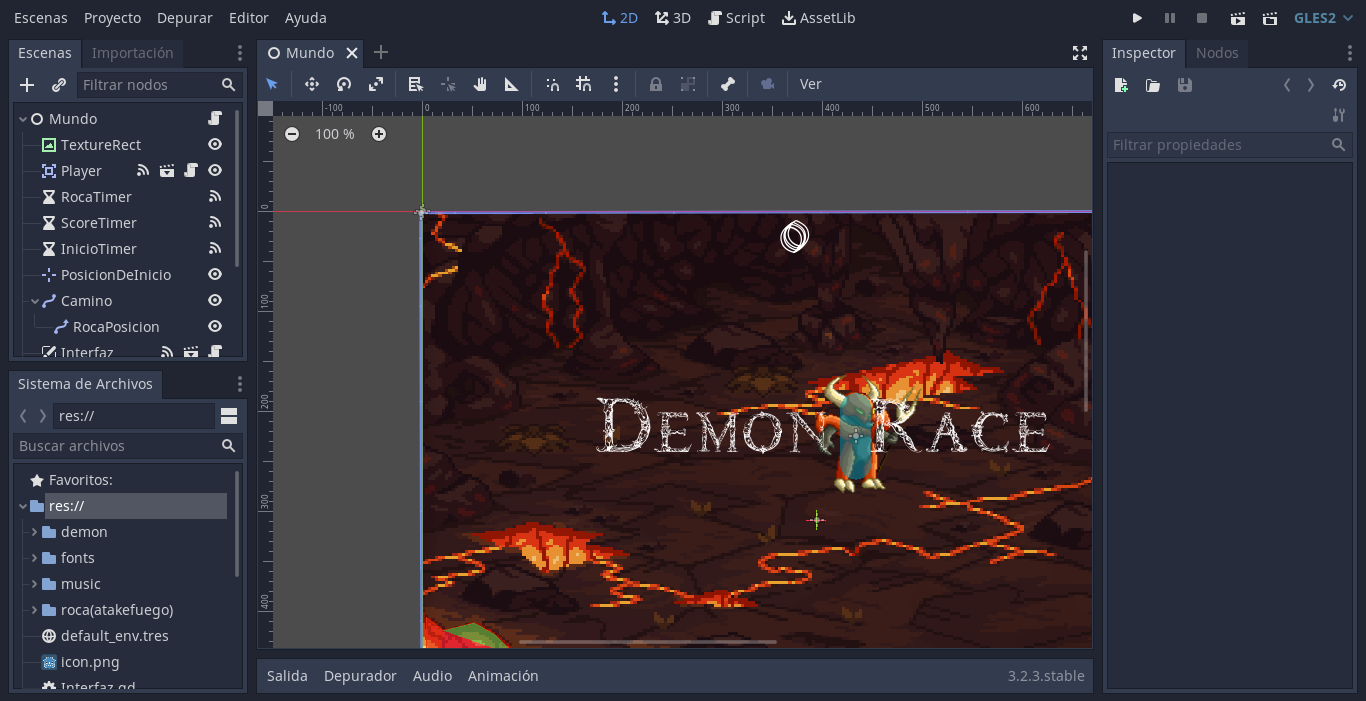 Escenas Proyecto Depurar Editor Ayuda 2D 3D Script AssetLib GLES2
Escenas Importación
Mundo
Inspector Nodos
Filtrar nodos
Ver
-100 0 100 200 300 400 500 600
Mundo
100 %
TextureRect
Filtrar propiedades
Player
RocaTimer
0
ScoreTimer
InicioTimer
PosicionDeInicio
Camino
100
RocaPosicion
Interfaz
Sistema de Archivos
200
res://
DEMON RACE
Buscar archivos
Favoritos:
300
res://
demon
fonts
music
400
roca(atakefuego)
default_env.tres
icon.png
Interfaz.gd
Salida Depurador Audio Animación 3.2.3.stable